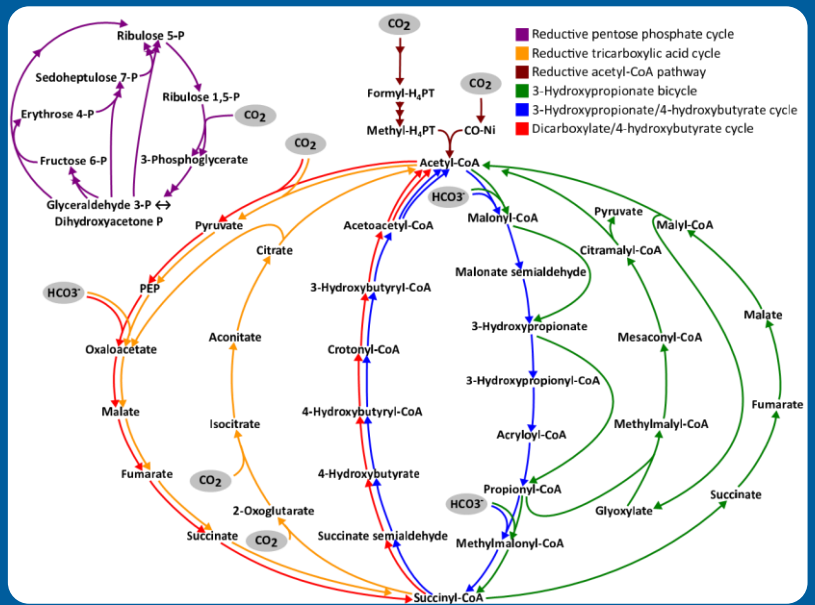 CO2
Reductive pentose phosphate cycle
Reductive tricarboxylic acid cycle
Reductive acetyl-CoA pathway
3-Hydroxypropionate bicycle
3-Hydroxypropionate/4-hydroxybutyrate cycle
Dicarboxylate/4-hydroxybutyrate cycle
Ribulose 5-P
Sedoheptulose 7-P
Ribulose 1,5-P
Erythrose 4-P
CO2
Fructose 6-P
3-Phosphoglycerate
Glyceraldehyde 3-P ↔
Dihydroxyacetone P
Formyl-H₄PT
CO2
Methyl-H₄PT
CO-Ni
CO2
Acetyl-CoA
HCO3⁻
Pyruvate
Citrate
Acetoacetyl-CoA
Malonyl-CoA
Pyruvate
Malyl-CoA
Citramalyl-CoA
Malonate semialdehyde
HCO3⁻
PEP
3-Hydroxybutyryl-CoA
3-Hydroxypropionate
Malate
Oxaloacetate
Aconitate
Crotonyl-CoA
Mesaconyl-CoA
3-Hydroxypropionyl-CoA
Malate
4-Hydroxybutyryl-CoA
Fumarate
Isocitrate
Acryloyl-CoA
Methylmalyl-CoA
Fumarate
CO2
4-Hydroxybutyrate
Propionyl-CoA
Succinate
HCO3⁻
2-Oxoglutarate
Glyoxylate
Succinate
CO2
Succinate semialdehyde
Methylmalonyl-CoA
Succinyl-CoA